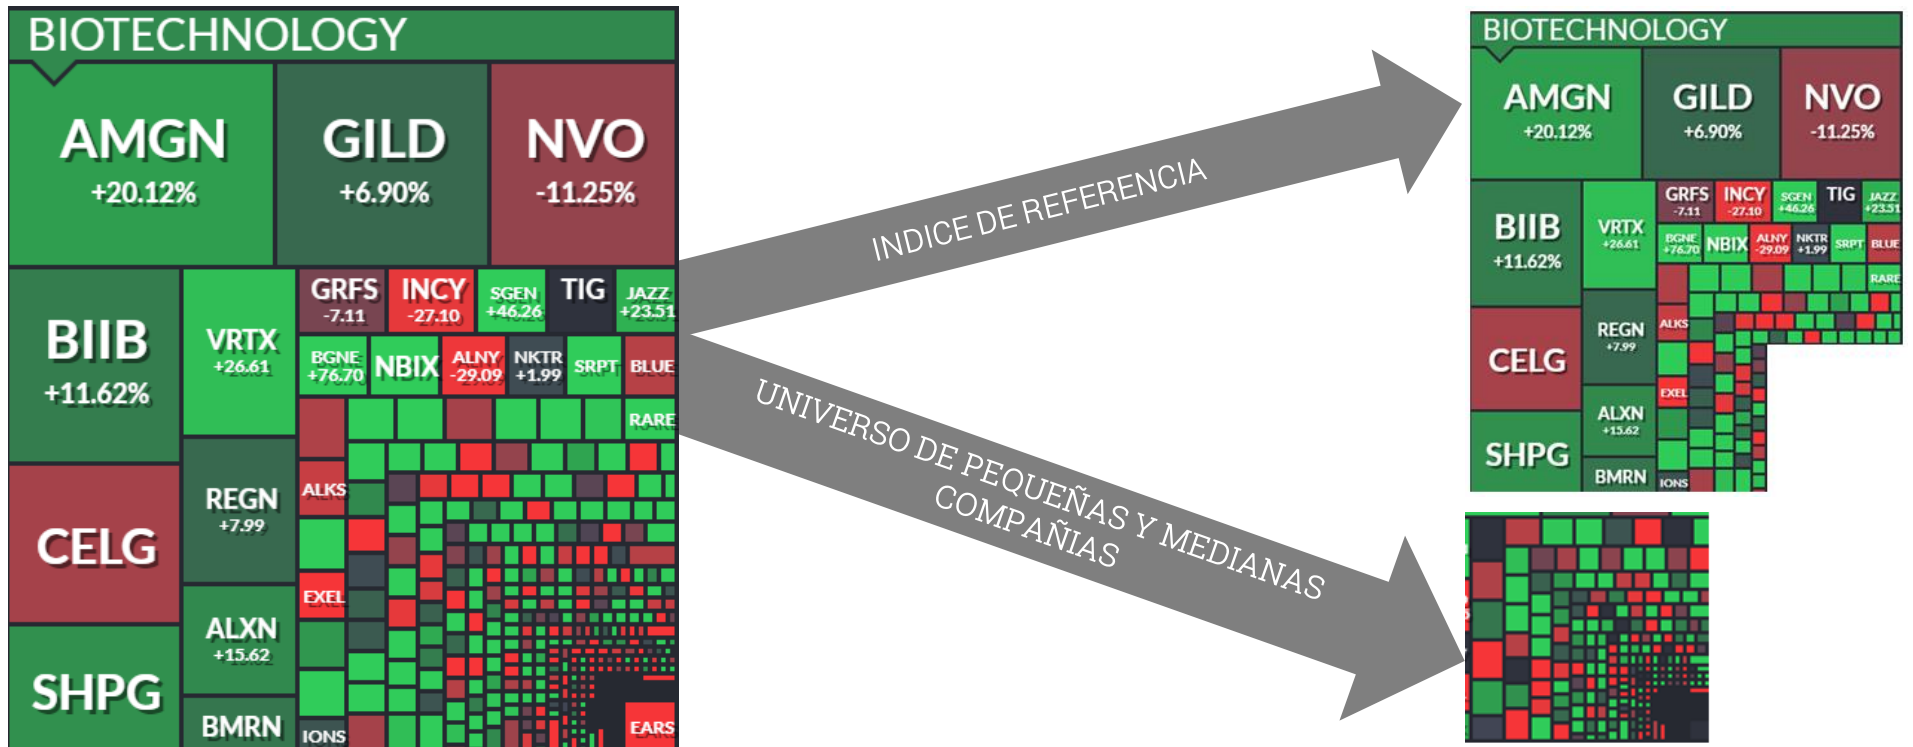 BIOTECHNOLOGY
AMGN
+20.12%
GILD
+6.90%
NVO
-11.25%
BIIB
+11.62%
VRTX
+26.61
GRFS
-7.11
INCY
-27.10
SGEN
+46.26
TIG
JAZZ
+23.51
BGNE
+76.70
NBIX
ALNY
-29.09
NKTR
+1.99
SRPT
BLUE
RARE
CELG
REGN
+7.99
ALKS
EXEL
SHPG
ALXN
+15.62
BMRN
IONS
EARS
INDICE DE REFERENCIA
UNIVERSO DE PEQUEÑAS Y MEDIANAS
COMPAÑIAS
BIOTECHNOLOGY
AMGN
+20.12%
GILD
+6.90%
NVO
-11.25%
BIIB
+11.62%
VRTX
+26.61
GRFS
-7.11
INCY
-27.10
SGEN
+46.26
TIG
JAZZ
+23.51
BGNE
+76.70
NBIX
ALNY
-29.09
NKTR
+1.99
SRPT
BLUE
RARE
CELG
REGN
+7.99
ALKS
EXEL
SHPG
ALXN
+15.62
BMRN
IONS